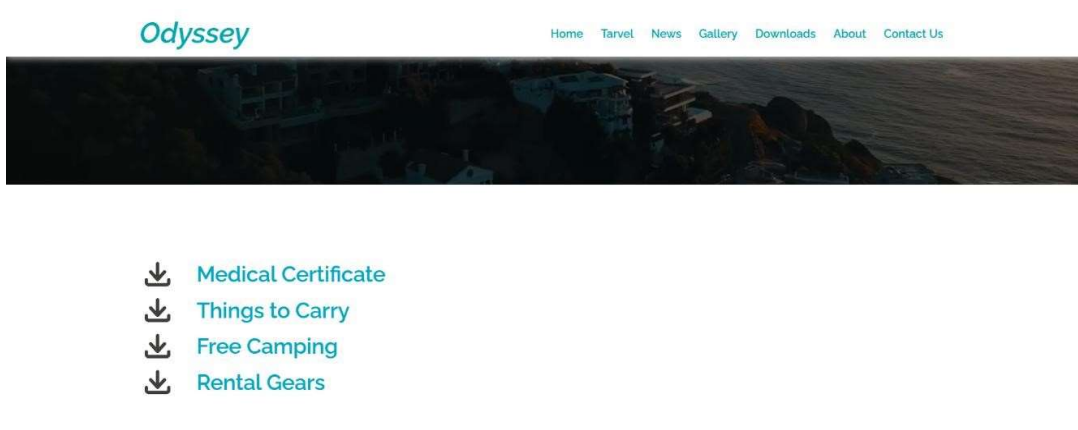 Odyssey
Home Tarvel News Gallery Downloads About Contact Us
Medical Certificate
Things to Carry
Free Camping
Rental Gears